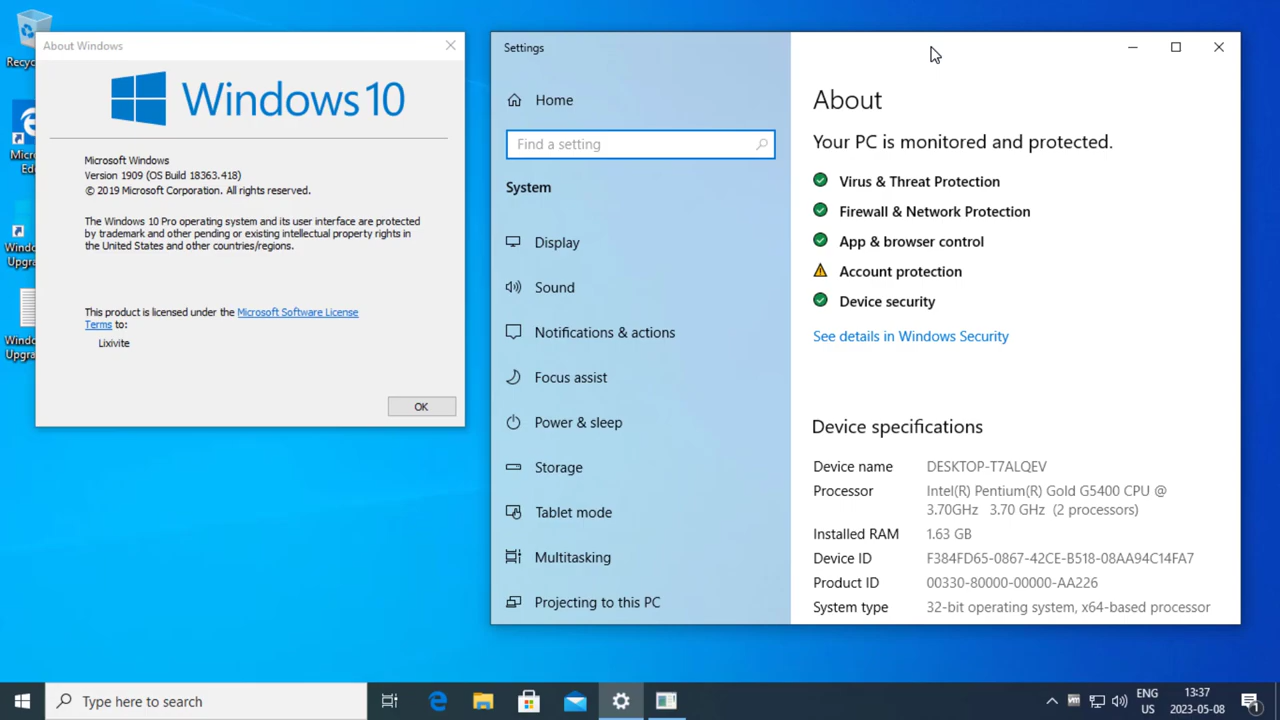 Recyc
Micro
Ed
Window
Upgra
Window
Upgra
About Windows
Windows 10
Microsoft Windows
Version 1909 (OS Build 18363.418)
© 2019 Microsoft Corporation. All rights reserved.
The Windows 10 Pro operating system and its user interface are protected
by trademark and other pending or existing intellectual property rights in
the United States and other countries/regions.
This product is licensed under the Microsoft Software License
Terms to:
Lixivite
OK
Settings
Home
Find a setting
System
Display
Sound
Notifications & actions
Focus assist
Power & sleep
Storage
Tablet mode
Multitasking
Projecting to this PC
About
Your PC is monitored and protected.
Virus & Threat Protection
Firewall & Network Protection
App & browser control
Account protection
Device security
See details in Windows Security
Device specifications
Device name DESKTOP-T7ALQEV
Processor Intel(R) Pentium(R) Gold G5400 CPU @
3.70GHz 3.70 GHz (2 processors)
Installed RAM 1.63 GB
Device ID F384FD65-0867-42CE-B518-08AA94C14FA7
Product ID 00330-80000-00000-AA226
System type 32-bit operating system, x64-based processor
Type here to search
ENG
US
13:37
2023-05-08
1